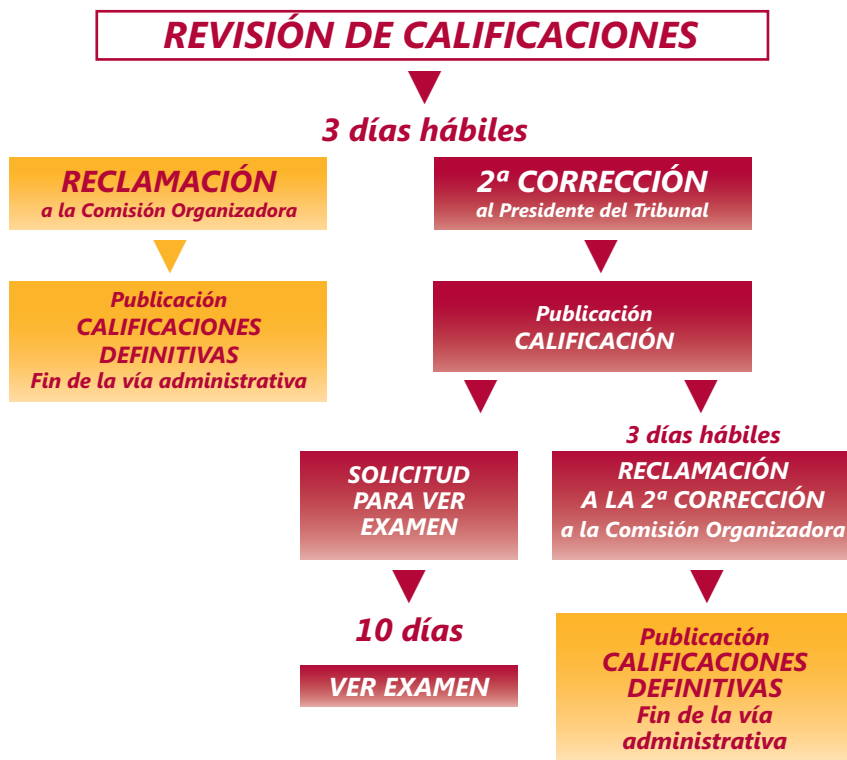 REVISIÓN DE CALIFICACIONES
3 días hábiles
RECLAMACIÓN
a la Comisión Organizadora
2ª CORRECCIÓN
al Presidente del Tribunal
Publicación
CALIFICACIONES
DEFINITIVAS
Fin de la vía administrativa
Publicación
CALIFICACIÓN
SOLICITUD
PARA VER
EXAMEN
10 días
VER EXAMEN
3 días hábiles
RECLAMACIÓN
A LA 2ª CORRECCIÓN
a la Comisión Organizadora
Publicación
CALIFICACIONES
DEFINITIVAS
Fin de la vía
administrativa